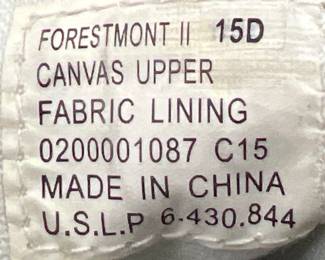 FORESTMONT II 15D
CANVAS UPPER
FABRIC LINING
0200001087 C15
MADE IN CHINA
U.S.L.P 6.430.844